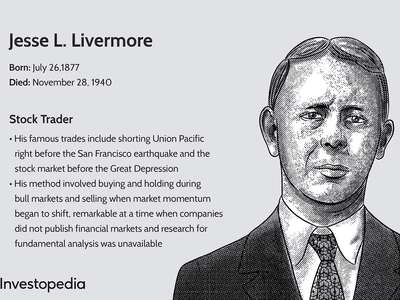 Jesse L. Livermore
Born: July 26,1877
Died: November 28, 1940
Stock Trader
• His famous trades include shorting Union Pacific
right before the San Francisco earthquake and the
stock market before the Great Depression
• His method involved buying and holding during
bull markets and selling when market momentum
began to shift, remarkable at a time when companies
did not publish financial markets and research for
fundamental analysis was unavailable
Investopedia